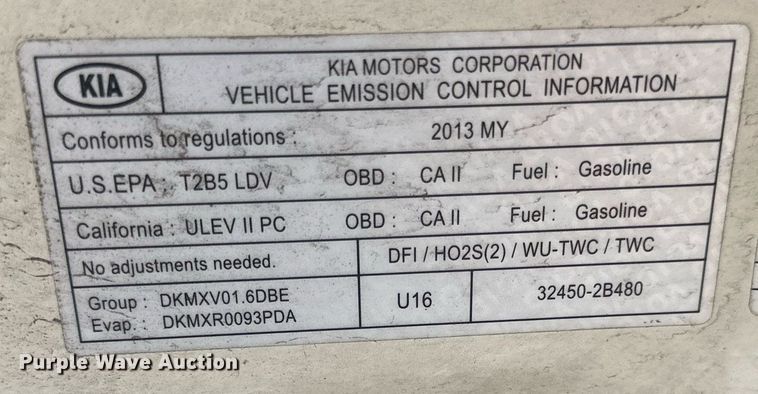 KIA
KIA MOTORS CORPORATION
VEHICLE EMISSION CONTROL INFORMATION
Conforms to regulations : 2013 MY
U.S.EPA : T2B5 LDV OBD : CA II Fuel : Gasoline
California : ULEV II PC OBD : CA II Fuel : Gasoline
No adjustments needed. DFI / HO2S(2) / WU-TWC / TWC
Group : DKMXV01.6DBE
Evap. : DKMXR0093PDA
U16
32450-2B480
Purple Wave Auction